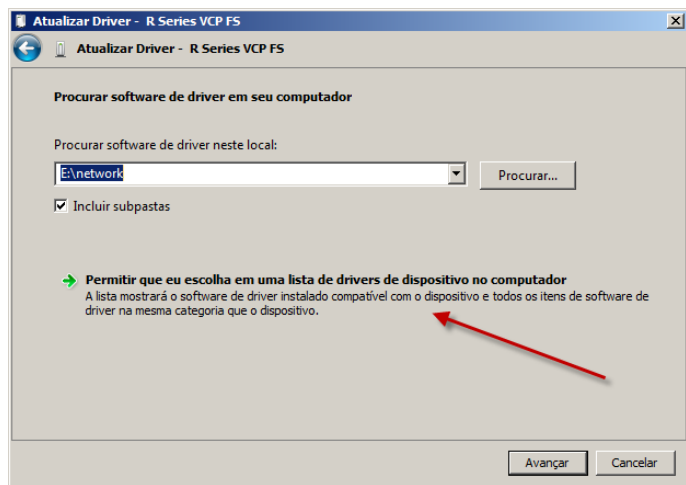 Atualizar Driver - R Series VCP FS
Atualizar Driver - R Series VCP FS
Procurar software de driver em seu computador
Procurar software de driver neste local:
E:\network
Procurar...
Incluir subpastas
Permitir que eu escolha em uma lista de drivers de dispositivo no computador
A lista mostrará o software de driver instalado compatível com o dispositivo e todos os itens de software de
driver na mesma categoria que o dispositivo.
Avançar
Cancelar